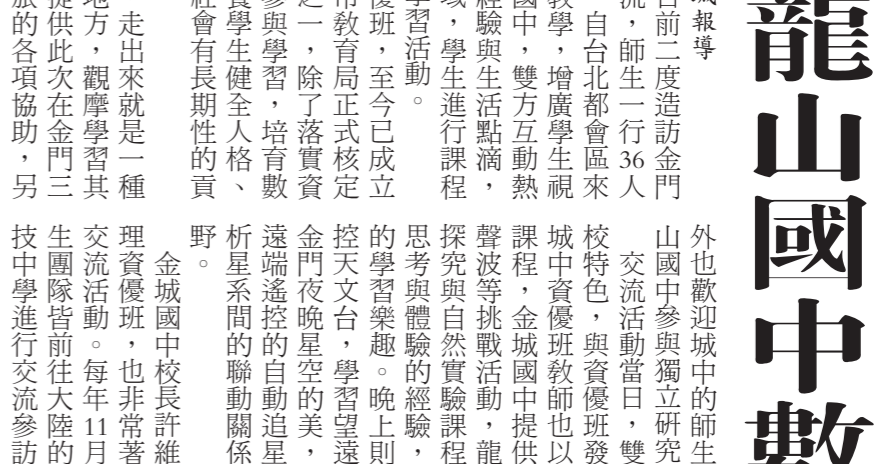 龍山國中數
報導
前二度造訪金門
流，師生一行36人
自台北都會區來
教學，增廣學生視
國中，雙方互動熱
經驗與生活點滴，
域，學生進行課程
學習活動。
優班，至今已成立
市教育局正式核定
之一，除了落實資
參與學習，培育數
養學生健全人格、
社會有長期性的貢
走出來就是一種
地方，觀摩學習其
提供此次在金門三
旅的各項協助，另
外也歡迎城中的師生
山國中參與獨立研究
交流活動當日，雙
校特色，與資優班發
城中資優班教師也以
課程，金城國中提供
聲波等挑戰活動，龍
探究與自然實驗課程
思考與體驗的經驗，
的學習樂趣。晚上則
控天文台，學習望遠
金門夜晚星空的美，
遠端遙控的自動追星
析星系間的聯動關係
野。
金城國中校長許維
理資優班，也非常著
交流活動。每年11月
生團隊皆前往大陸的
技中學進行交流參訪